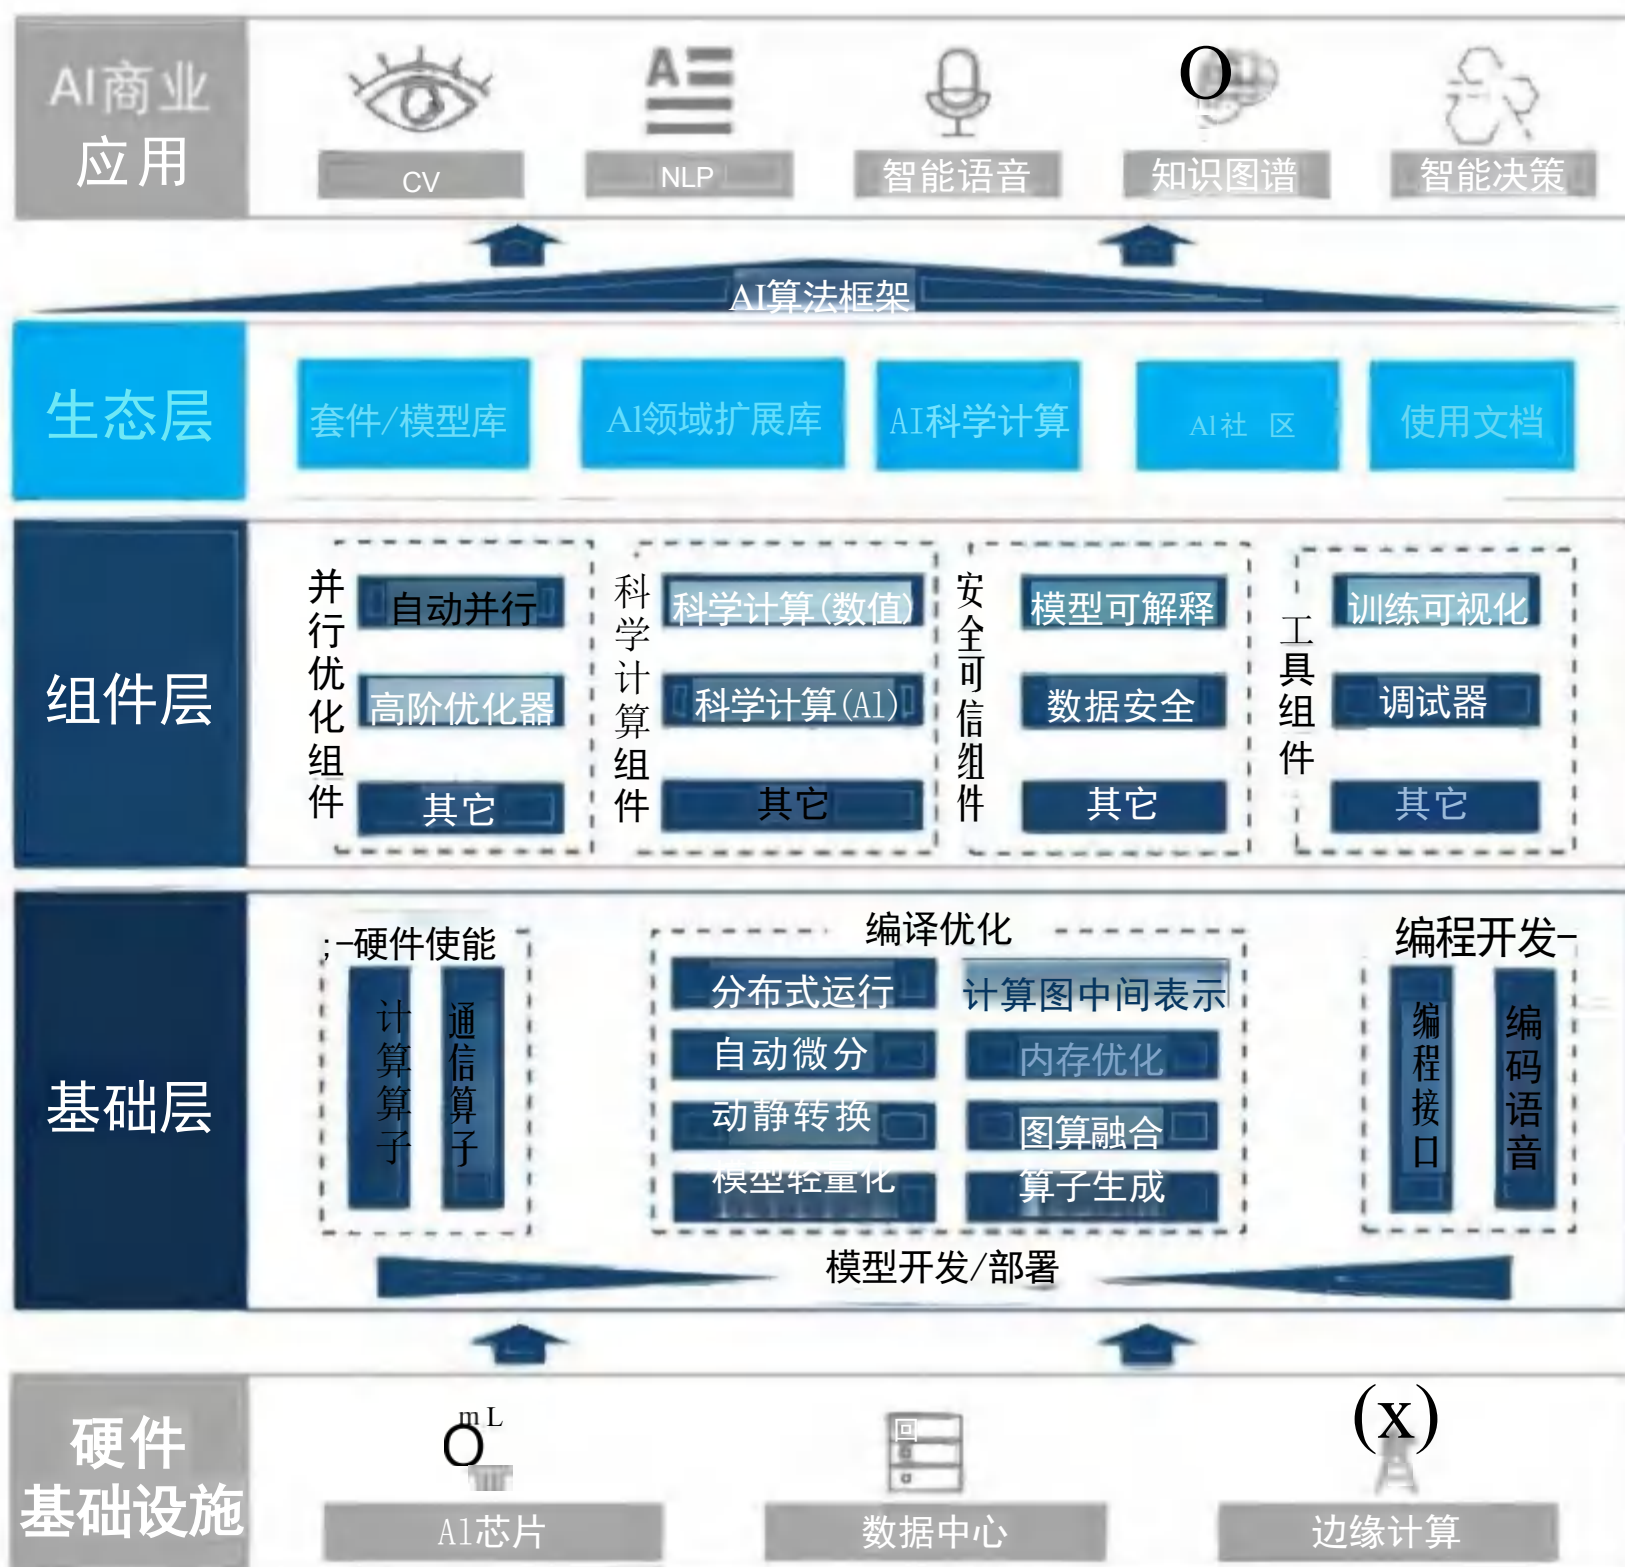 AI商业
应用
CV
NLP
智能语音
O
知识图谱
智能决策
AI算法框架
生态层
套件/模型库
Al领域扩展库
AI科学计算
Al社 区
使用文档
组件层
并行优化组件
自动并行
高阶优化器
其它
科学计算组件
科学计算(数值)
科学计算(Al)
其它
安全可信组件
模型可解释
数据安全
其它
工具组件
训练可视化
调试器
其它
基础层
;-硬件使能
计算算子
通信算子
编译优化
分布式运行
计算图中间表示
自动微分
内存优化
动静转换
图算融合
模型轻量化
算子生成
编程开发-
编程接口
编码语音
模型开发/部署
硬件
基础设施
m L
O
Al芯片
回
数据中心
(x)
边缘计算